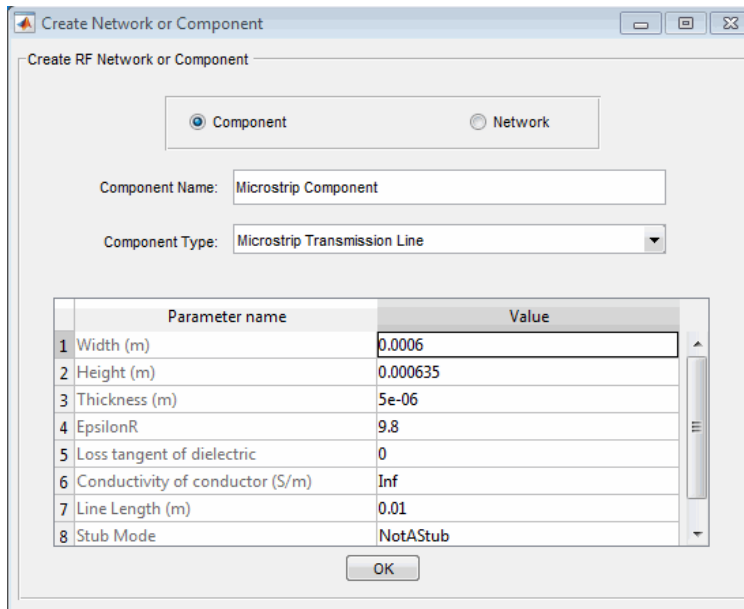 Create Network or Component
Create RF Network or Component
Component Network
Component Name: Microstrip Component
Component Type: Microstrip Transmission Line
Parameter name Value
1 Width (m) 0.0006
2 Height (m) 0.000635
3 Thickness (m) 5e-06
4 EpsilonR 9.8
5 Loss tangent of dielectric 0
6 Conductivity of conductor (S/m) Inf
7 Line Length (m) 0.01
8 Stub Mode NotAStub
OK